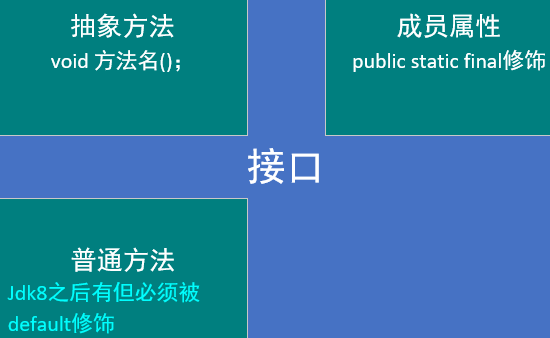 抽象方法
void 方法名();
成员属性
public static final修饰
接口
普通方法
Jdk8之后有但必须被
default修饰